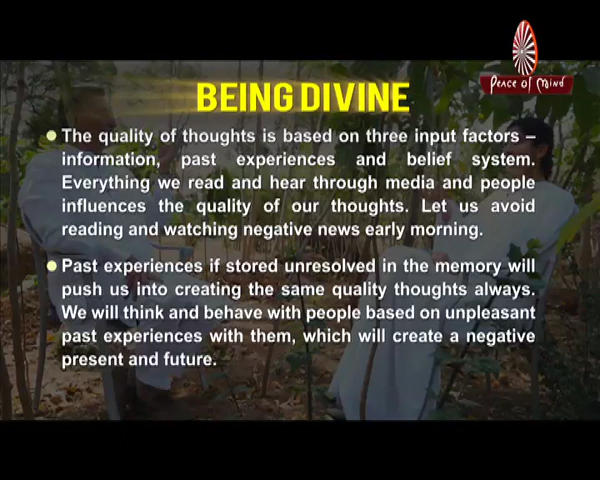 Peace of Mind
BEING DIVINE
The quality of thoughts is based on three input factors –
information, past experiences and belief system.
Everything we read and hear through media and people
influences the quality of our thoughts. Let us avoid
reading and watching negative news early morning.
Past experiences if stored unresolved in the memory will
push us into creating the same quality thoughts always.
We will think and behave with people based on unpleasant
past experiences with them, which will create a negative
present and future.